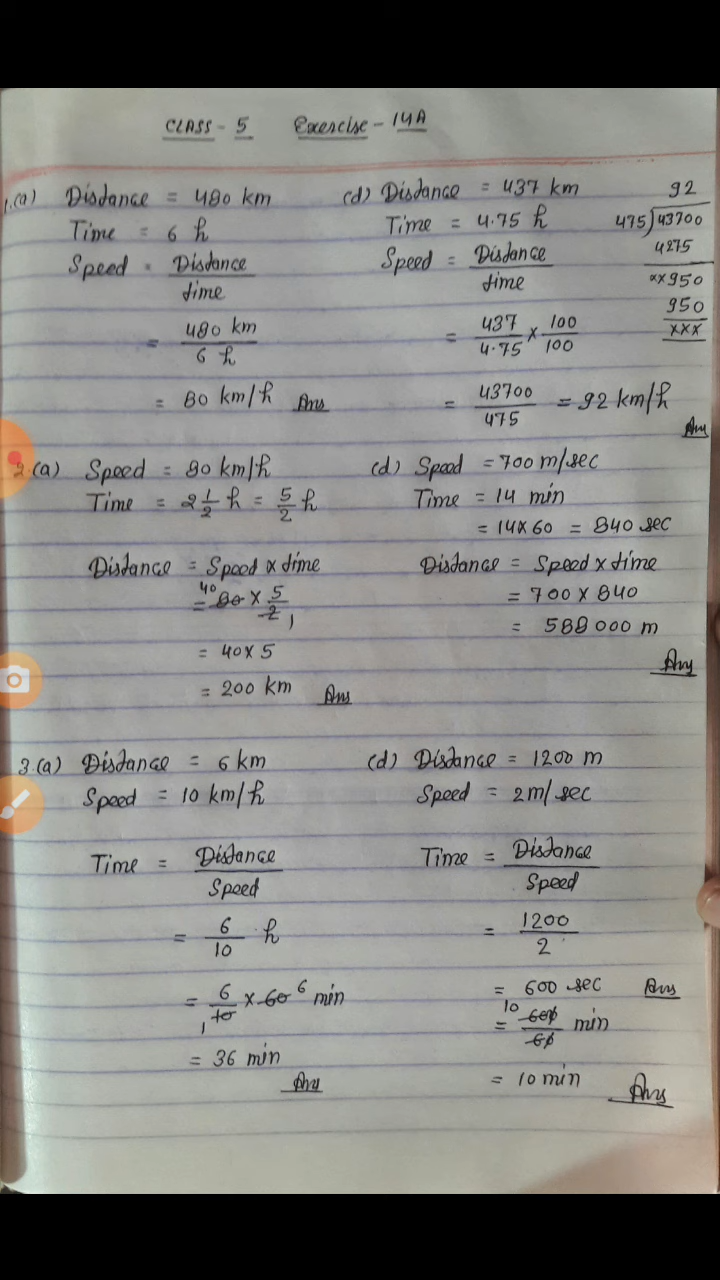 CLASS - 5 Exercise - 14A
1.(a) Distance = 480 km
Time = 6 h
Speed = Distance
time
= 480 km
6 h
= 80 km/h Ans
(d) Distance = 437 km
Time = 4.75 h
Speed = Distance
time
= 437 × 100
4.75 100
= 43700 = 92 km/h
475
Ans
92
475)43700
4275
××950
950
×××
2.(a) Speed = 80 km/h
Time = 2 1/2 h = 5/2 h
Distance = Speed × time
40
= 80 × 5
2 1
= 40×5
= 200 km Ans
(d) Speed = 700 m/sec
Time = 14 min
= 14×60 = 840 sec
Distance = Speed × time
= 700 × 840
= 588000 m
Ans
3.(a) Distance = 6 km
Speed = 10 km/h
Time = Distance
Speed
= 6 h
10
= 6 × 60 6 min
1 10
= 36 min
Ans
(d) Distance = 1200 m
Speed = 2m/sec
Time = Distance
Speed
= 1200
2
= 600 sec Ans
10
= 600 min
60
= 10 min Ans